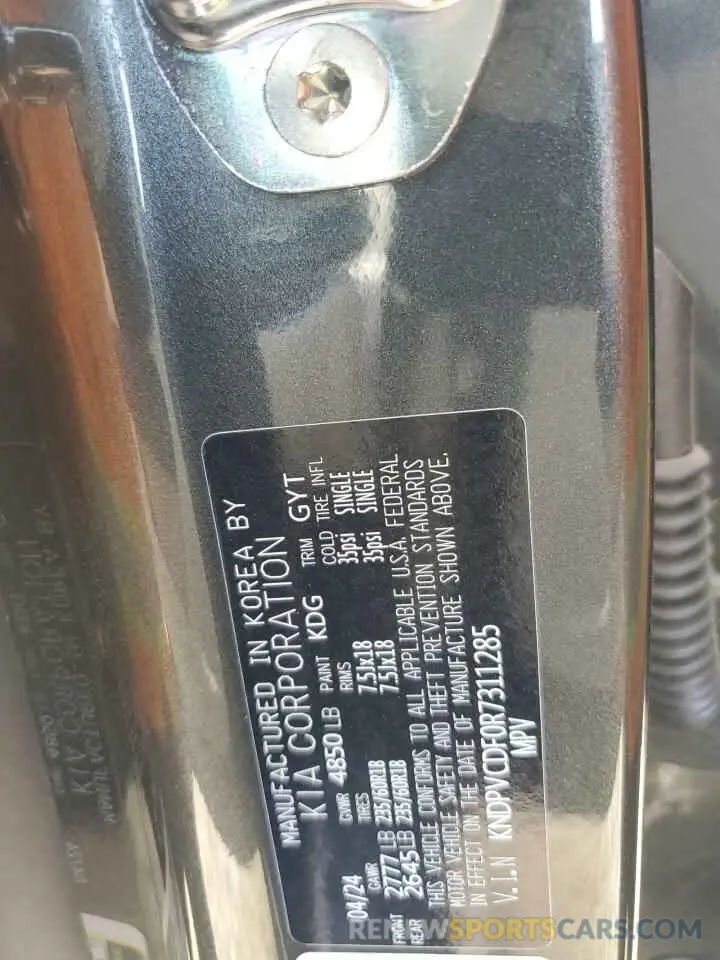 MANUFACTURED IN KOREA BY
KIA CORPORATION
04/24 GVWR 4850 LB PAINT KDG TRIM GYT
GAWR TIRES RIMS COLD TIRE INFL
FRONT 2777 LB 235/60R18 7.5Jx18 35psi SINGLE
REAR 2645 LB 235/60R18 7.5Jx18 35psi SINGLE
THIS VEHICLE CONFORMS TO ALL APPLICABLE U.S.A. FEDERAL
MOTOR VEHICLE SAFETY AND THEFT PREVENTION STANDARDS
IN EFFECT ON THE DATE OF MANUFACTURE SHOWN ABOVE.
V.I.N KNDPVCDF0R7311285
MPV
RENEWSPORTSCARS.COM